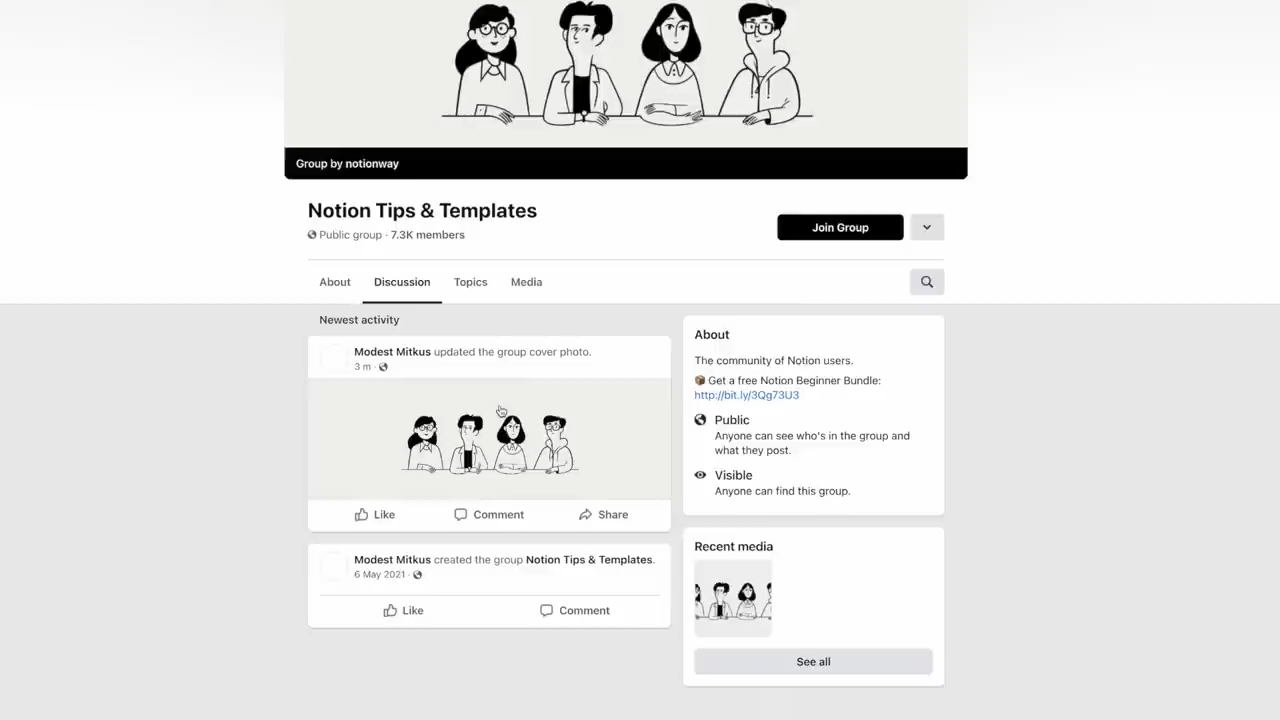 Group by notionway
Notion Tips & Templates
Public group · 7.3K members
Join Group
About
Discussion
Topics
Media
Newest activity
Modest Mitkus updated the group cover photo.
3 m ·
Like
Comment
Share
Modest Mitkus created the group Notion Tips & Templates.
6 May 2021 ·
Like
Comment
About
The community of Notion users.
📦 Get a free Notion Beginner Bundle:
http://bit.ly/3Qg73U3
Public
Anyone can see who's in the group and
what they post.
Visible
Anyone can find this group.
Recent media
See all